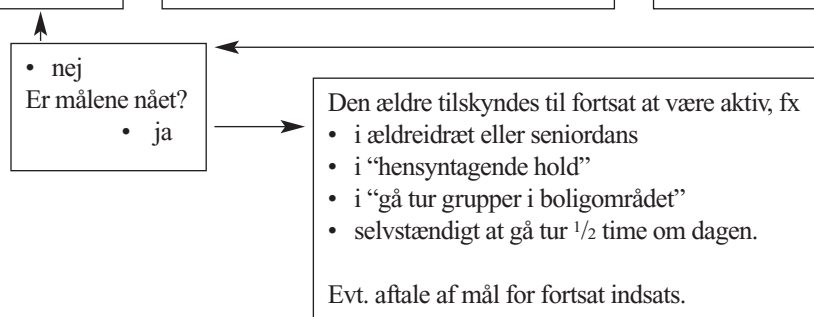 • nej
Er målene nået?
• ja
Den ældre tilskyndes til fortsat at være aktiv, fx
• i ældreidræt eller seniordans
• i “hensyntagende hold”
• i “gå tur grupper i boligområdet”
• selvstændigt at gå tur 1/2 time om dagen.
Evt. aftale af mål for fortsat indsats.